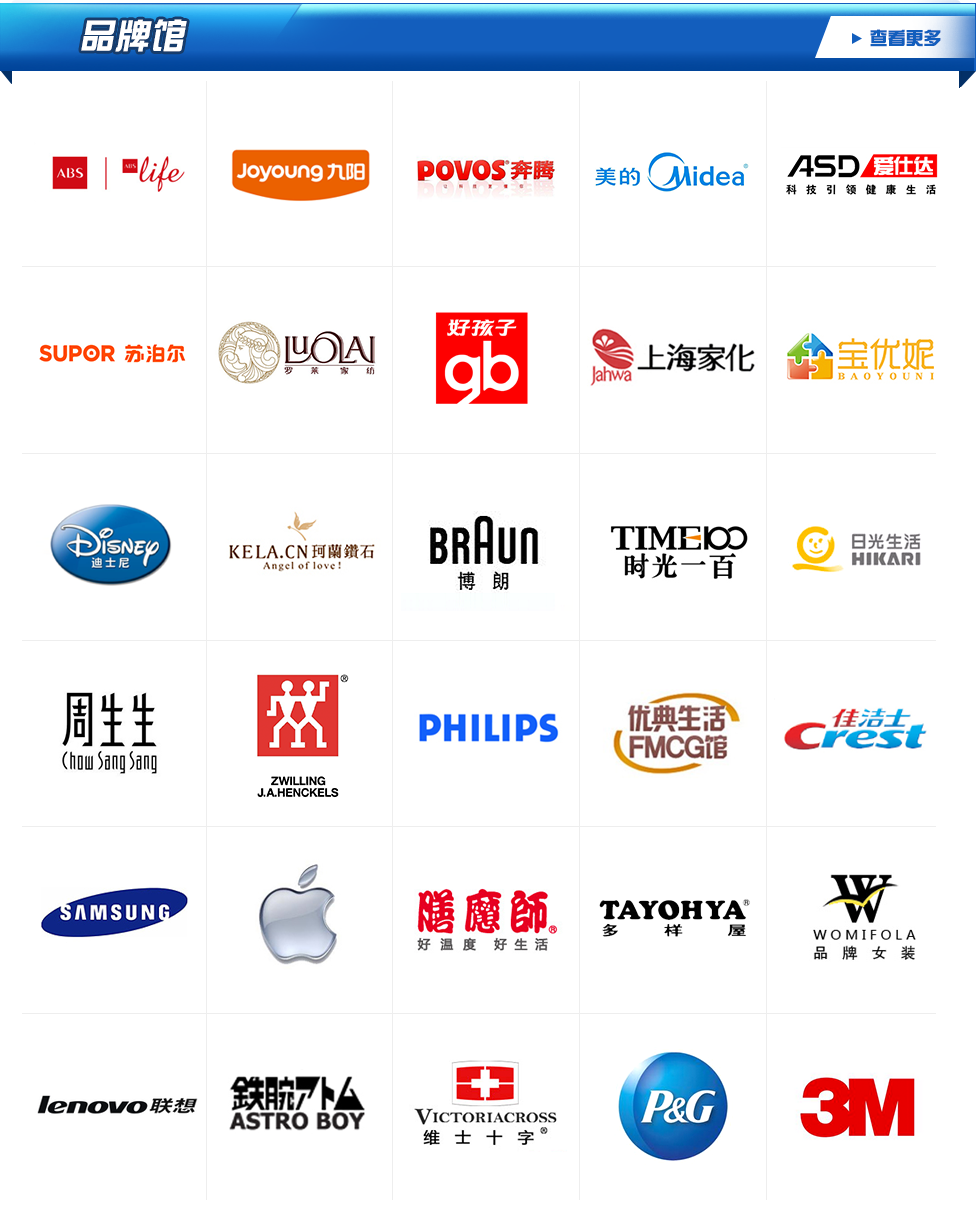 品牌馆
查看更多
ABS
ABS life
Joyoung 九阳
POVOS® 奔腾
美的 Midea®
ASD 爱仕达
科技引领健康生活
SUPOR 苏泊尔
LUOLAI
罗莱家纺
好孩子
gb
Jahwa 上海家化
宝优妮
BAOYOUNI
Disney
迪士尼
KELA.CN 珂蘭鑽石
Angel of love!
BRAUN
博朗
TIME100
时光一百
日光生活
HIKARI
周生生
Chow Sang Sang
®
ZWILLING
J.A.HENCKELS
PHILIPS
优典生活
FMCG馆
佳洁士
Crest
SAMSUNG
膳魔師®
好温度 好生活
TAYOHYA®
多样屋
W
WOMIFOLA
品牌女装
lenovo 联想
鉄腕アトム
ASTRO BOY
VICTORIACROSS
维士十字®
P&G
3M